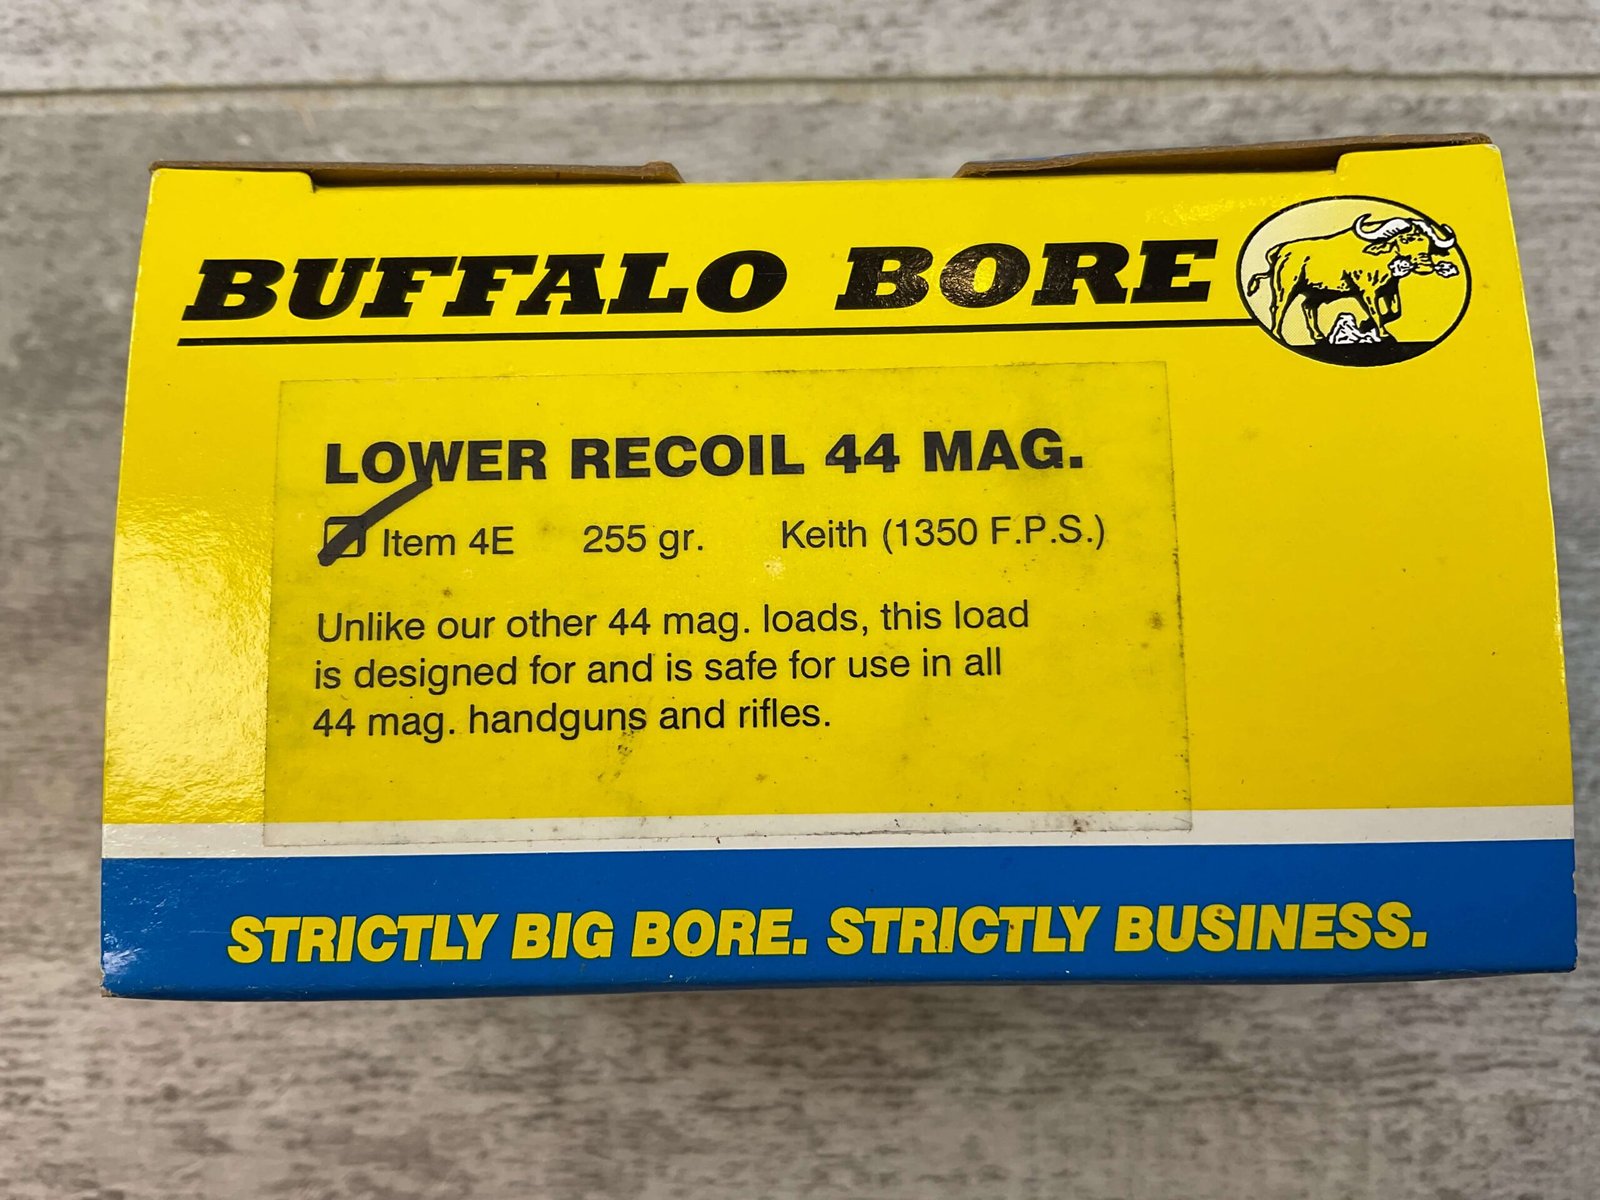 BUFFALO BORE
LOWER RECOIL 44 MAG.
Item 4E 255 gr. Keith (1350 F.P.S.)
Unlike our other 44 mag. loads, this load
is designed for and is safe for use in all
44 mag. handguns and rifles.
STRICTLY BIG BORE. STRICTLY BUSINESS.